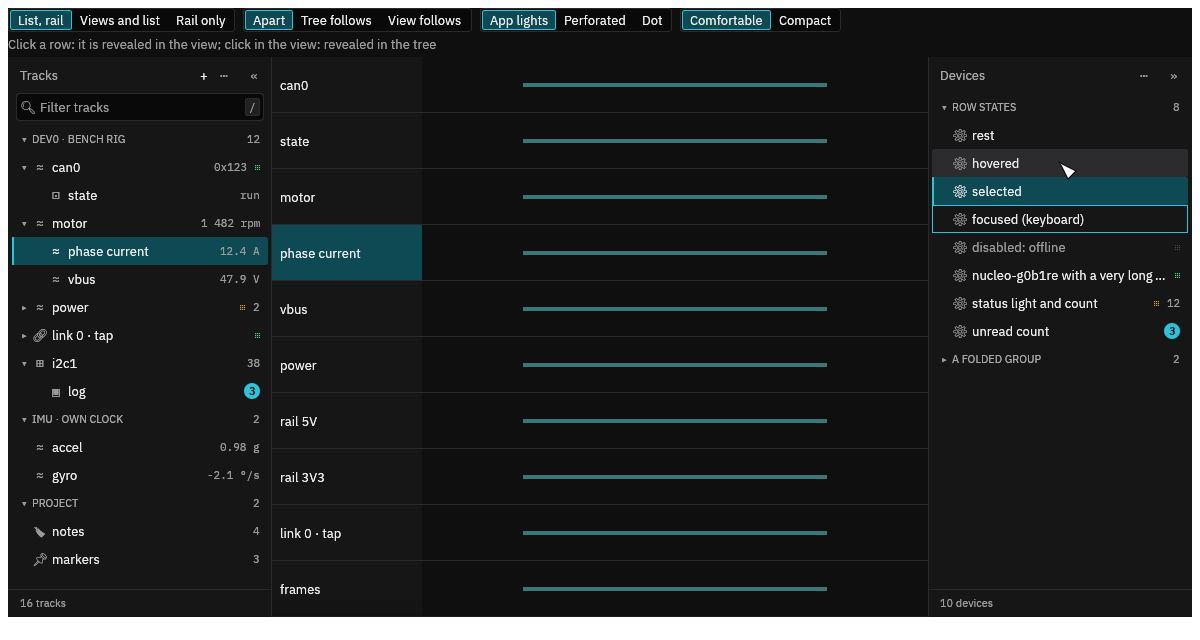 List, rail Views and list Rail only Apart Tree follows View follows App lights Perforated Dot Comfortable Compact
Click a row: it is revealed in the view; click in the view: revealed in the tree
Tracks + ··· «
Filter tracks /
DEV0 · BENCH RIG 12
can0 0x123
state run
motor 1 482 rpm
phase current 12.4 A
vbus 47.9 V
power 2
link 0 · tap
i2c1 38
log 3
IMU · OWN CLOCK 2
accel 0.98 g
gyro -2.1 °/s
PROJECT 2
notes 4
markers 3
16 tracks
can0
state
motor
phase current
vbus
power
rail 5V
rail 3V3
link 0 · tap
frames
Devices ··· »
ROW STATES 8
rest
hovered
selected
focused (keyboard)
disabled: offline
nucleo-g0b1re with a very long ...
status light and count 12
unread count 3
A FOLDED GROUP 2
10 devices